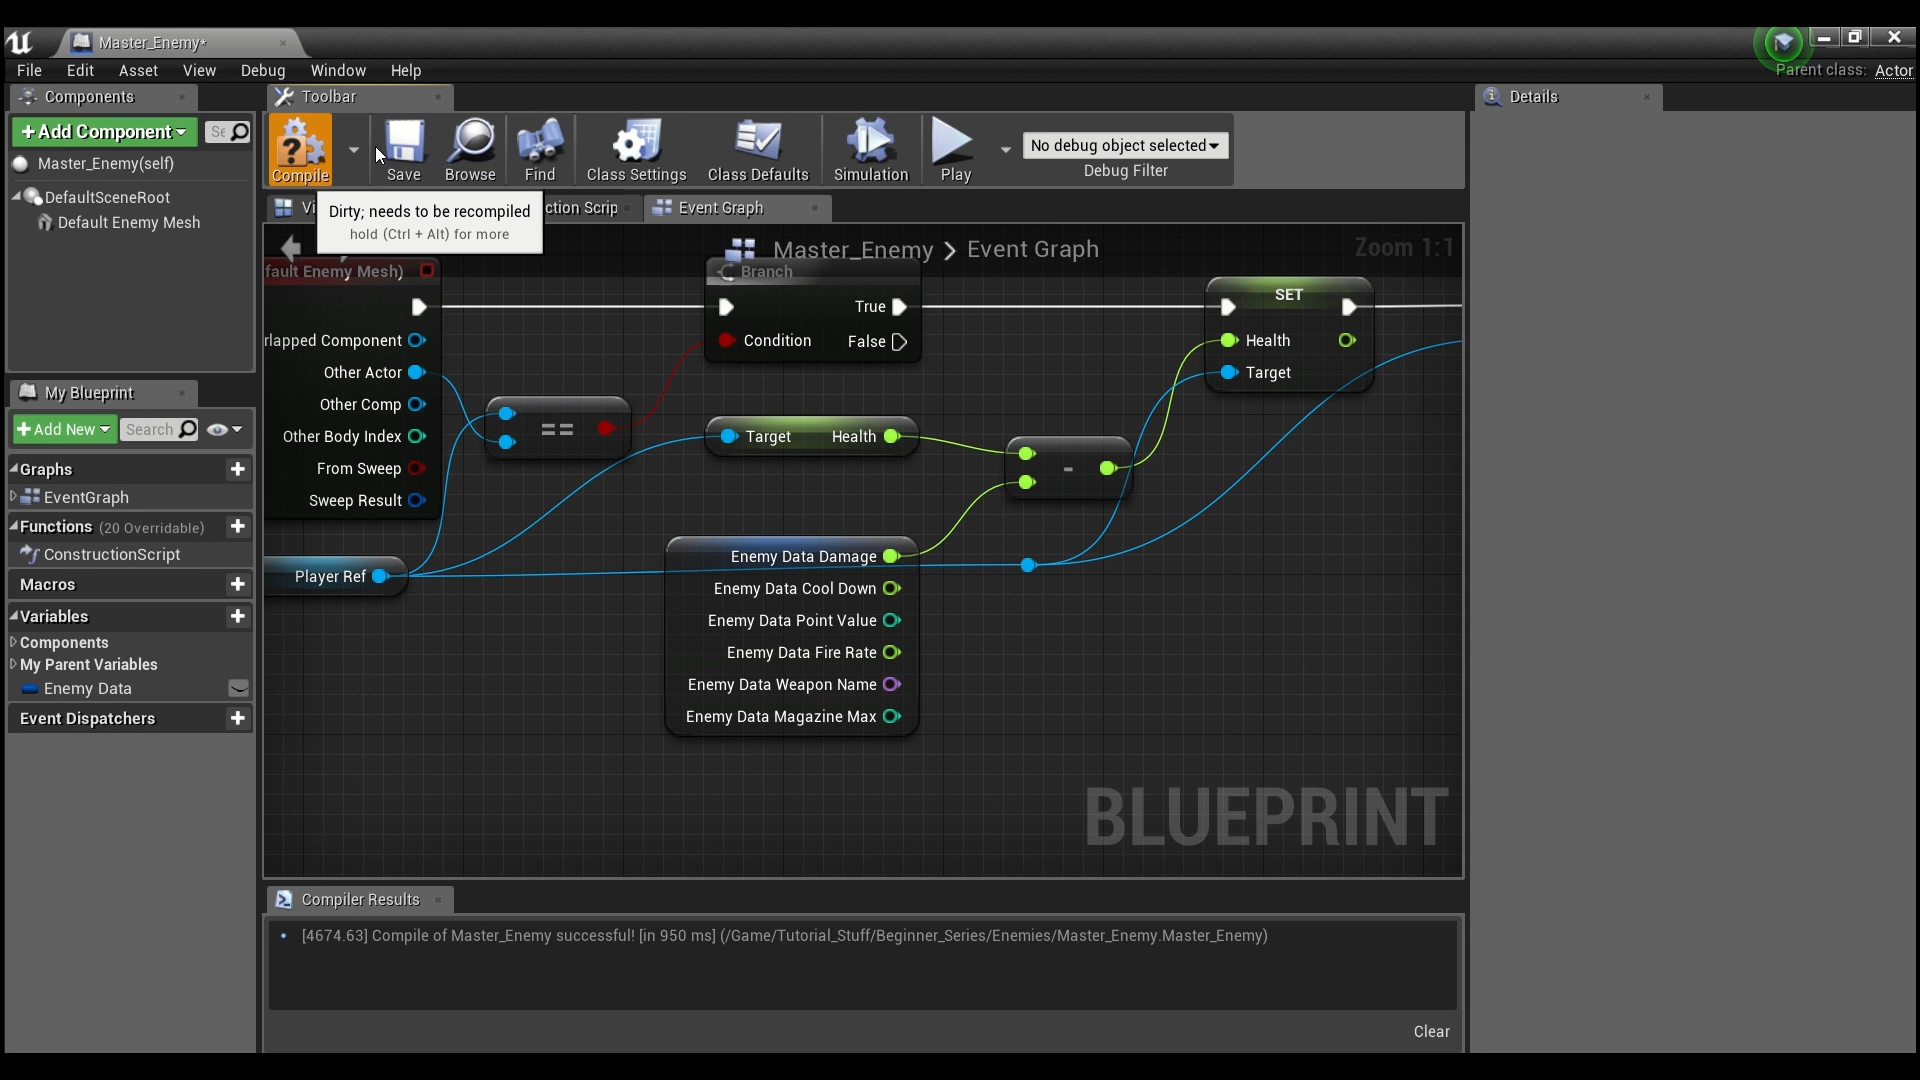 Master_Enemy*
File Edit Asset View Debug Window Help
Parent class: Actor
Components
Toolbar
Details
+Add Component
Se
Master_Enemy(self)
DefaultSceneRoot
Default Enemy Mesh
Compile
Save
Browse
Find
Class Settings
Class Defaults
Simulation
Play
No debug object selected
Debug Filter
Dirty; needs to be recompiled
hold (Ctrl + Alt) for more
Vi
ction Scrip
Event Graph
Master_Enemy > Event Graph
Zoom 1:1
fault Enemy Mesh)
rlapped Component
Other Actor
Other Comp
Other Body Index
From Sweep
Sweep Result
Player Ref
==
Branch
True
Condition
False
Target Health
-
SET
Health
Target
Enemy Data Damage
Enemy Data Cool Down
Enemy Data Point Value
Enemy Data Fire Rate
Enemy Data Weapon Name
Enemy Data Magazine Max
BLUEPRINT
My Blueprint
+Add New
Search
Graphs
EventGraph
Functions (20 Overridable)
ConstructionScript
Macros
Variables
Components
My Parent Variables
Enemy Data
Event Dispatchers
Compiler Results
[4674.63] Compile of Master_Enemy successful! [in 950 ms] (/Game/Tutorial_Stuff/Beginner_Series/Enemies/Master_Enemy.Master_Enemy)
Clear